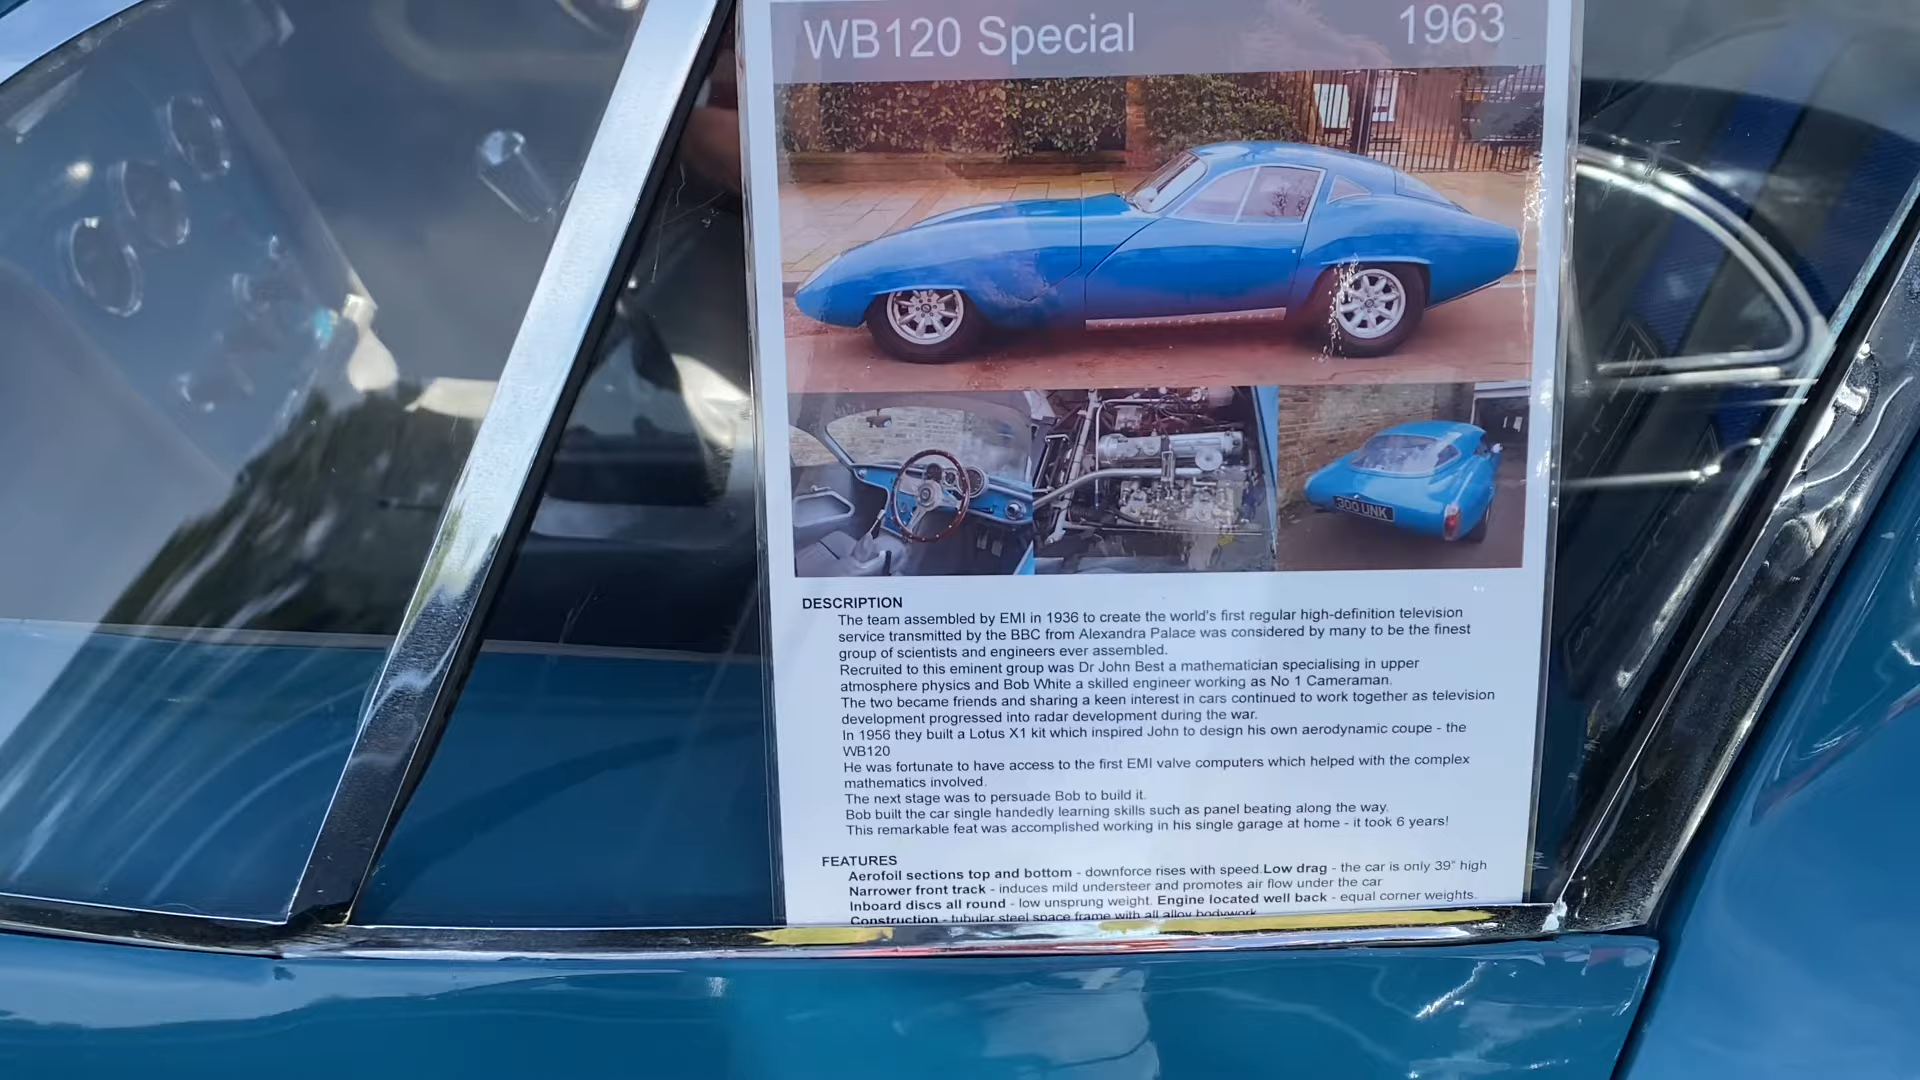 WB120 Special 1963
300 UNK
DESCRIPTION
The team assembled by EMI in 1936 to create the world's first regular high-definition television
service transmitted by the BBC from Alexandra Palace was considered by many to be the finest
group of scientists and engineers ever assembled.
Recruited to this eminent group was Dr John Best a mathematician specialising in upper
atmosphere physics and Bob White a skilled engineer working as No 1 Cameraman.
The two became friends and sharing a keen interest in cars continued to work together as television
development progressed into radar development during the war.
In 1956 they built a Lotus X1 kit which inspired John to design his own aerodynamic coupe - the
WB120
He was fortunate to have access to the first EMI valve computers which helped with the complex
mathematics involved.
The next stage was to persuade Bob to build it.
Bob built the car single handedly learning skills such as panel beating along the way.
This remarkable feat was accomplished working in his single garage at home - it took 6 years!
FEATURES
Aerofoil sections top and bottom - downforce rises with speed.Low drag - the car is only 39" high
Narrower front track - induces mild understeer and promotes air flow under the car
Inboard discs all round - low unsprung weight. Engine located well back - equal corner weights.
Construction - tubular steel space frame with all alloy bodywork